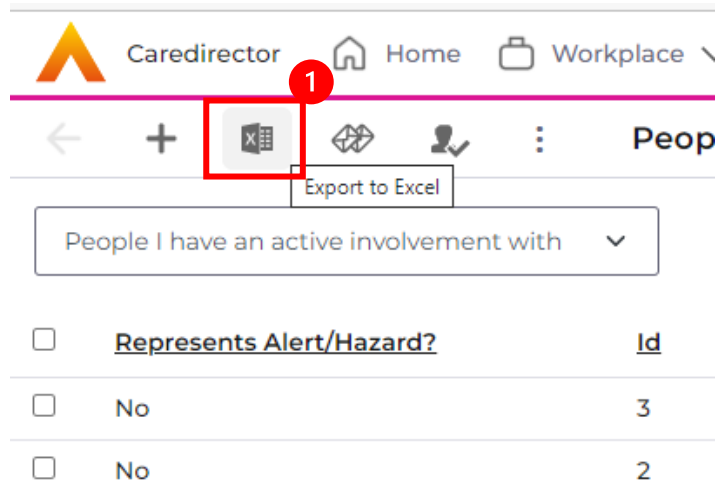 Caredirector Home Workplace
1
Peop
Export to Excel
People I have an active involvement with
Represents Alert/Hazard? Id
No 3
No 2